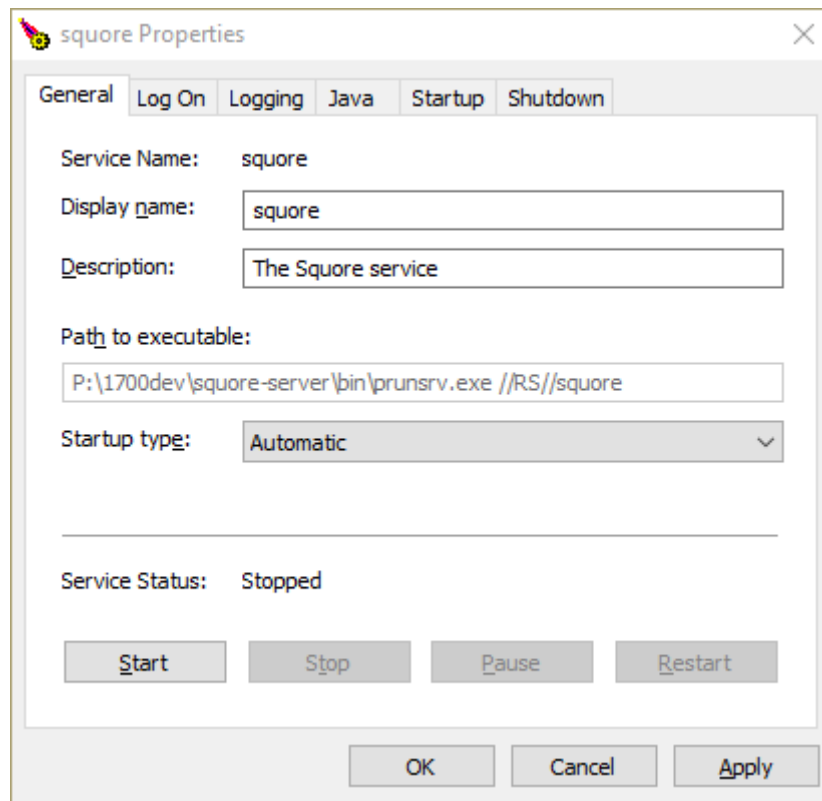 squore Properties
General Log On Logging Java Startup Shutdown
Service Name: squore
Display name: squore
Description: The Squore service
Path to executable:
P:\1700dev\squore-server\bin\prunsrv.exe //RS//squore
Startup type: Automatic
Service Status: Stopped
Start Stop Pause Restart
OK Cancel Apply